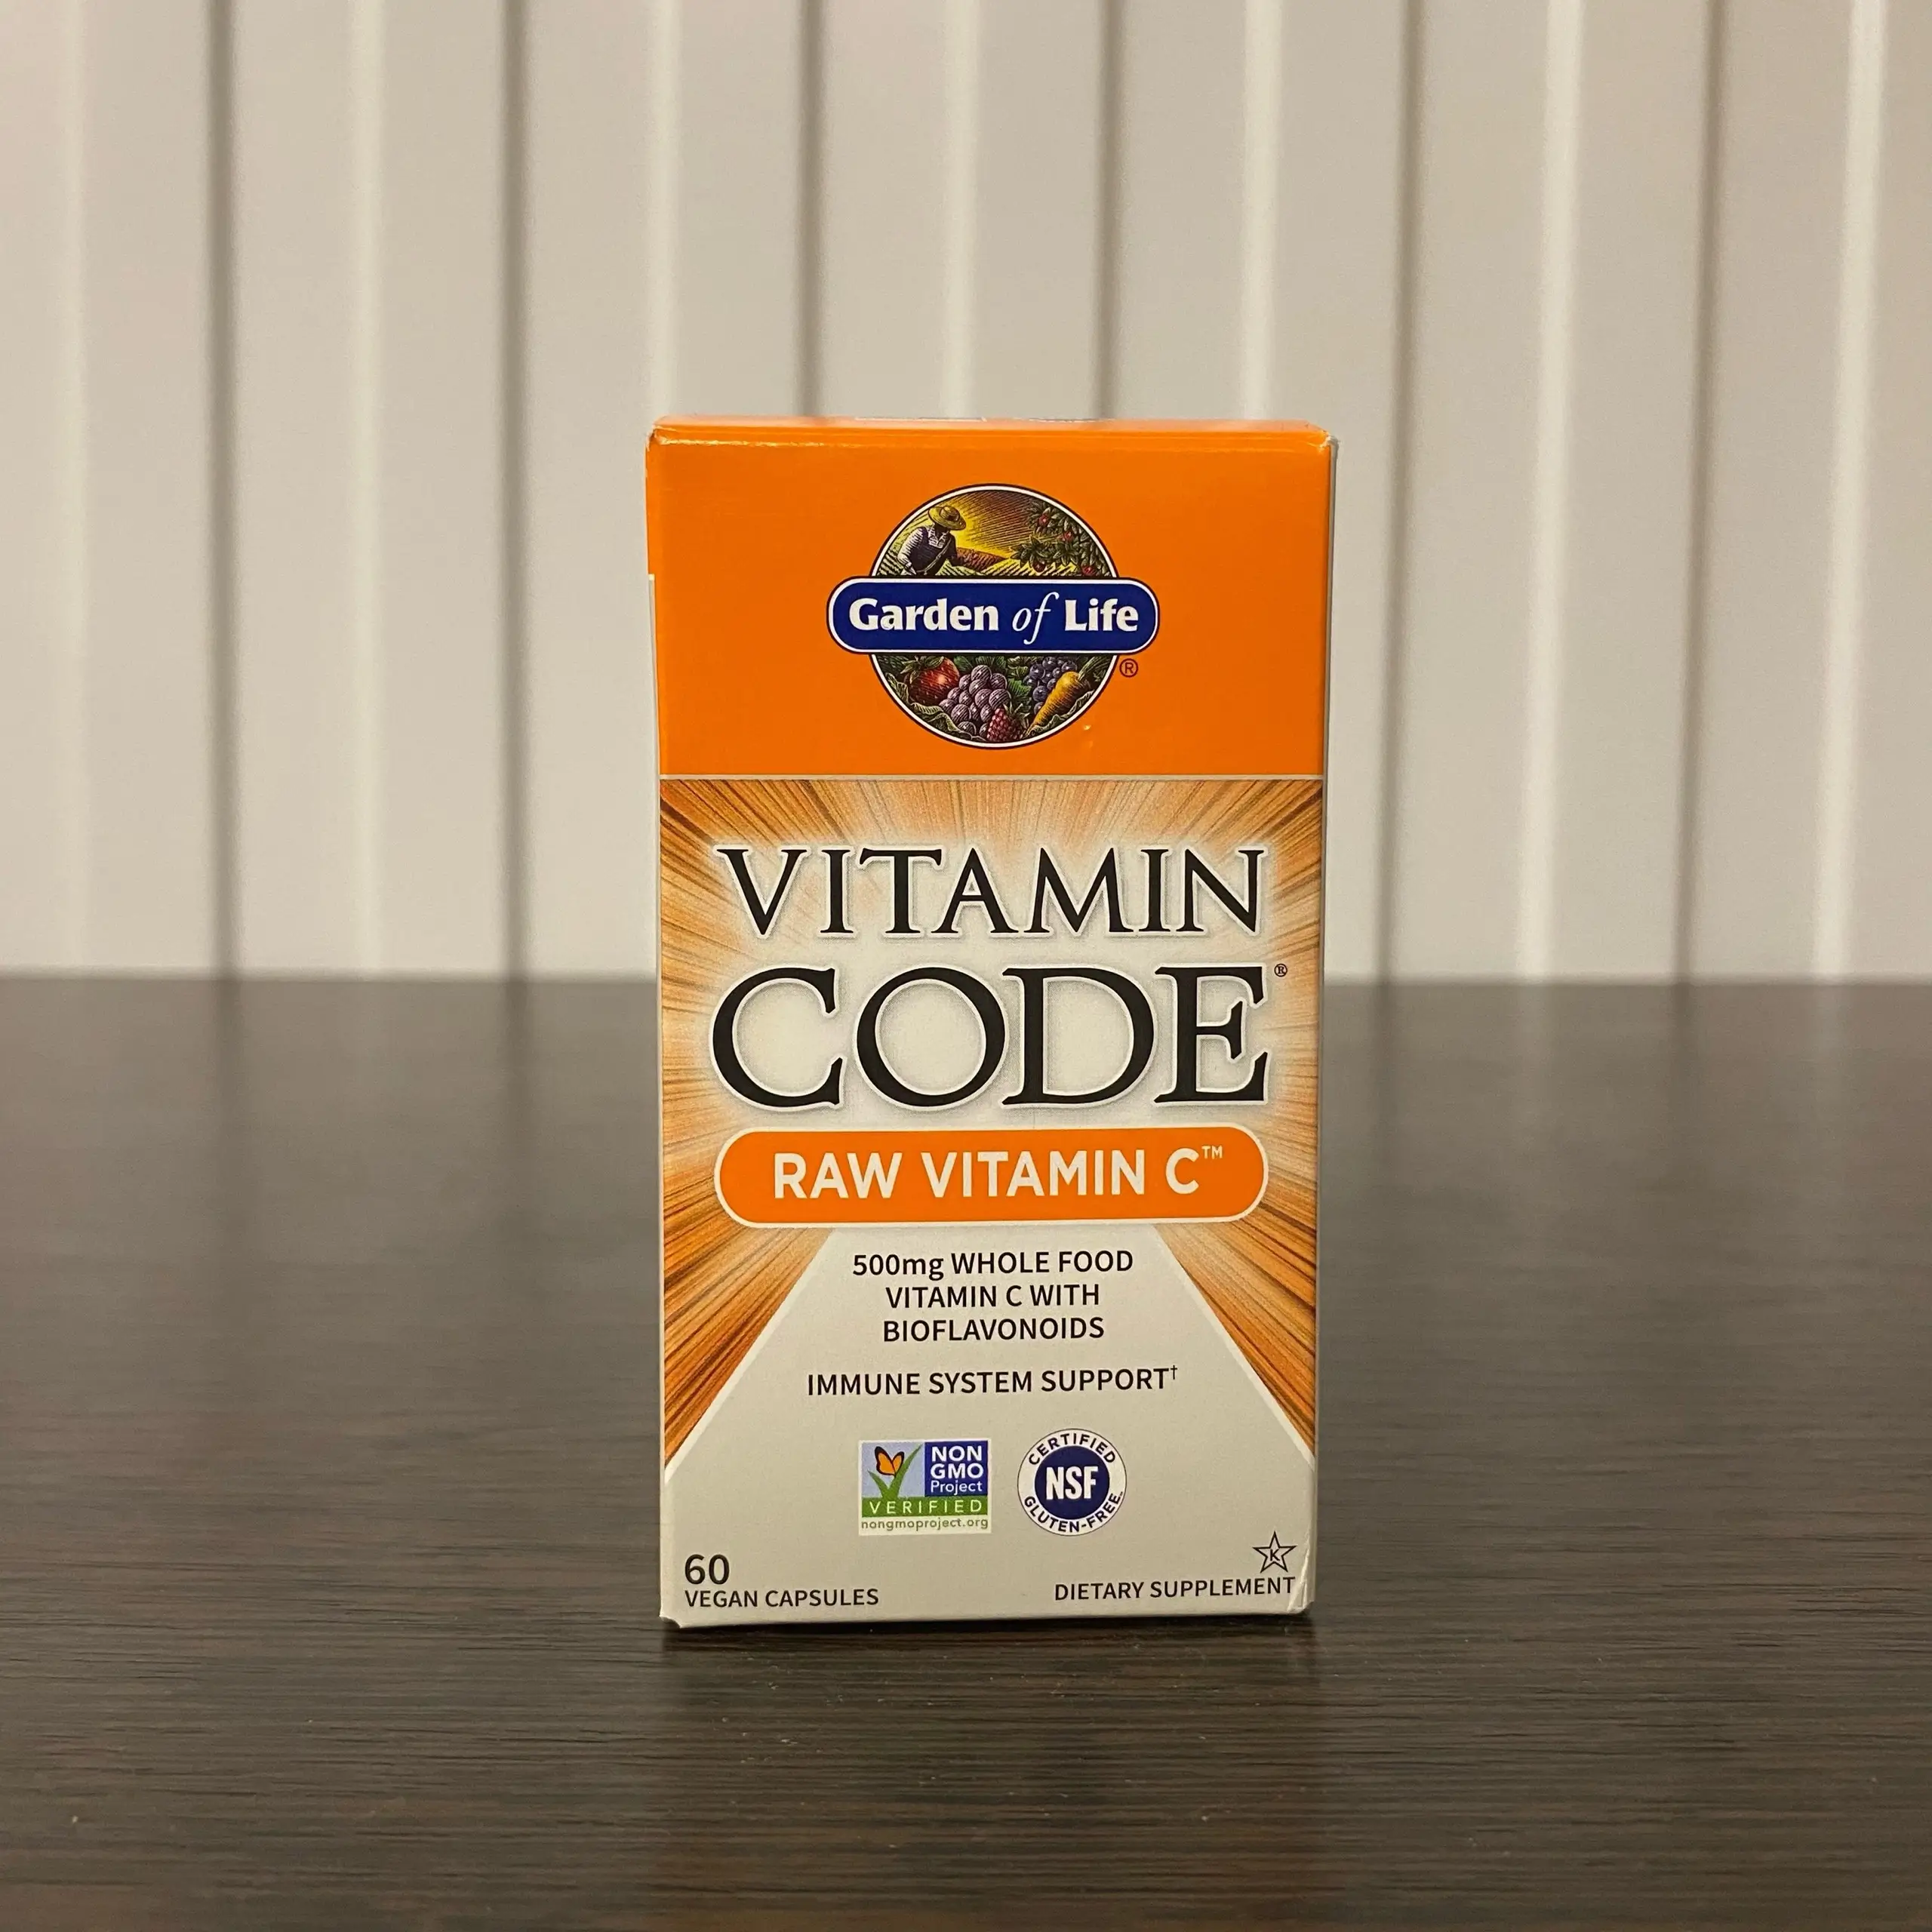 Garden of Life
®
VITAMIN
CODE®
RAW VITAMIN C™
500mg WHOLE FOOD
VITAMIN C WITH
BIOFLAVONOIDS
IMMUNE SYSTEM SUPPORT†
NON
GMO
Project
VERIFIED
nongmoproject.org
CERTIFIED
NSF
GLUTEN-FREE
K
60
VEGAN CAPSULES
DIETARY SUPPLEMENT